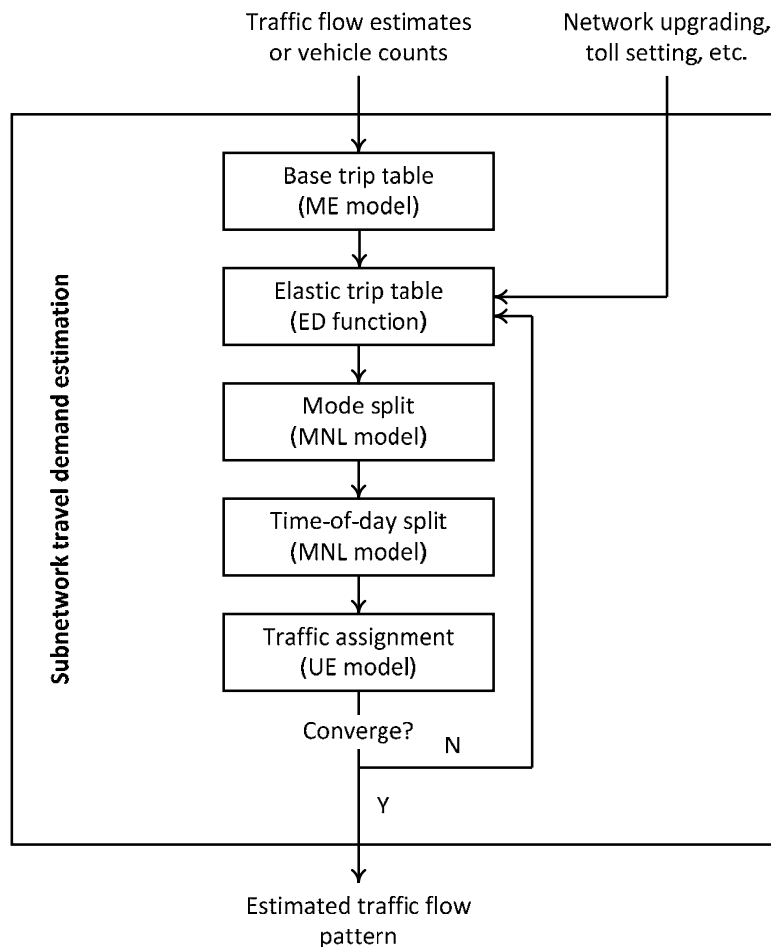 Traffic flow estimates
or vehicle counts
Network upgrading,
toll setting, etc.
Base trip table
(ME model)
Elastic trip table
(ED function)
Mode split
(MNL model)
Time-of-day split
(MNL model)
Traffic assignment
(UE model)
Subnetwork travel demand estimation
Converge?
N
Y
Estimated traffic flow
pattern